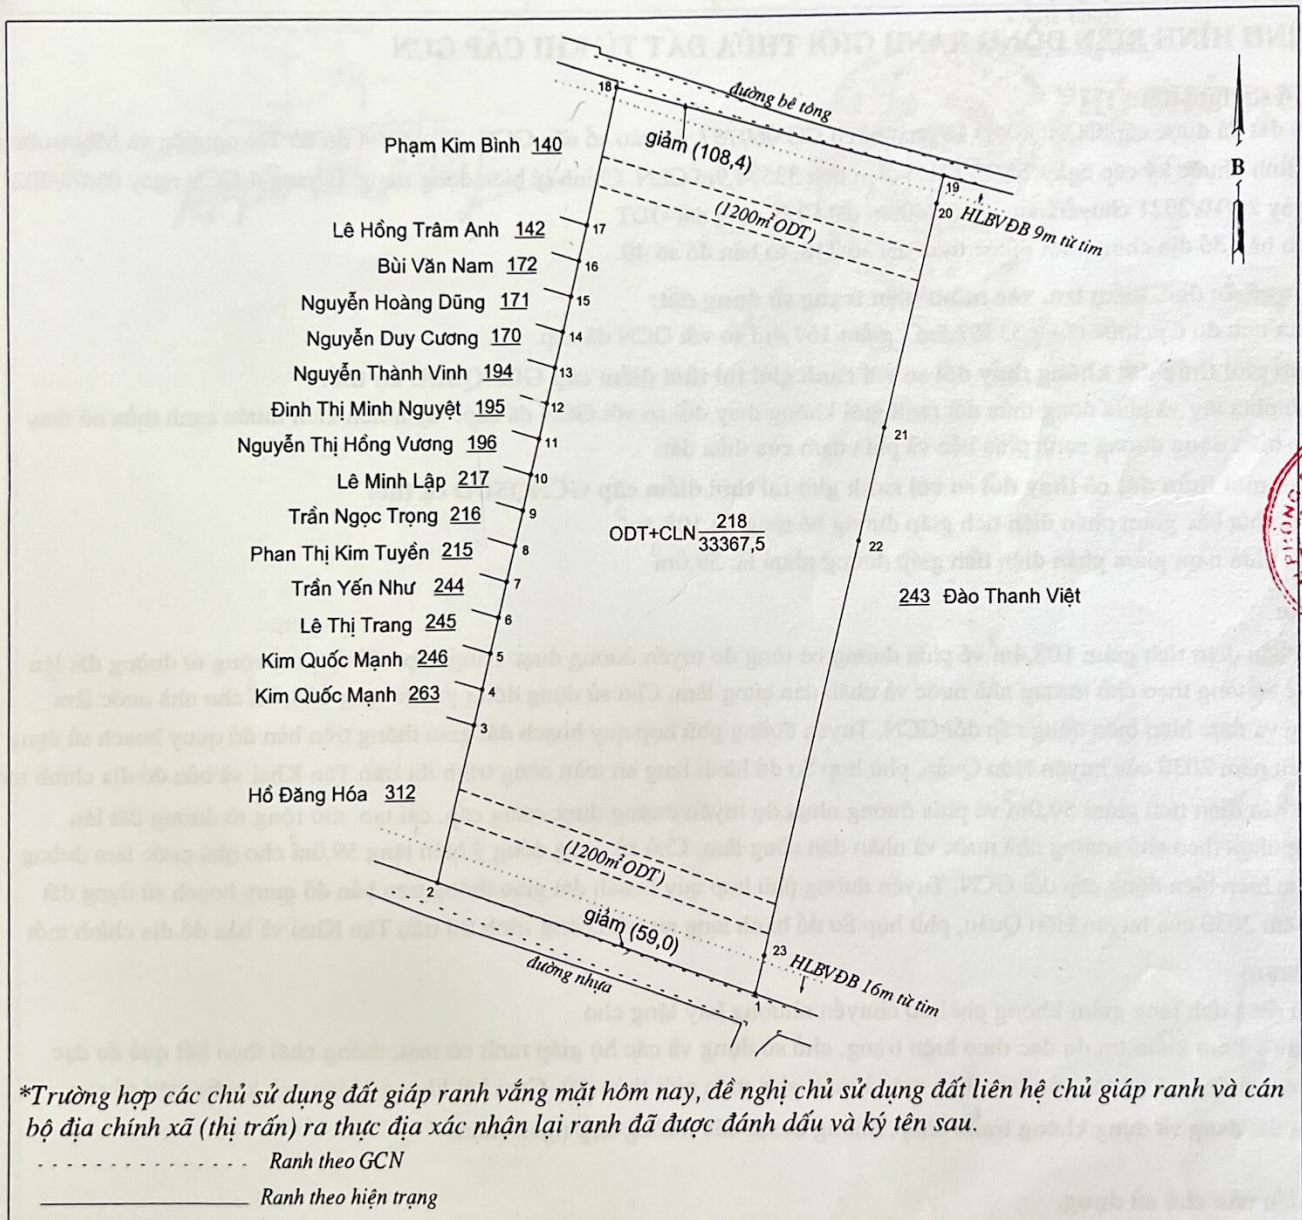 đường bê tông
18
giảm (108,4)
Phạm Kim Bình 140
B
19
20
HLBVĐB 9m từ tim
(1200m² ODT)
Lê Hồng Trâm Anh 142
17
Bùi Văn Nam 172
16
Nguyễn Hoàng Dũng 171
15
Nguyễn Duy Cương 170
14
Nguyễn Thành Vinh 194
13
Đinh Thị Minh Nguyệt 195
12
Nguyễn Thị Hồng Vương 196
11
21
Lê Minh Lập 217
10
Trần Ngọc Trọng 216
9
ODT+CLN 218
33367,5
22
Phan Thị Kim Tuyền 215
8
Trần Yến Như 244
7
243 Đào Thanh Việt
Lê Thị Trang 245
6
Kim Quốc Mạnh 246
5
Kim Quốc Mạnh 263
4
3
Hồ Đăng Hóa 312
(1200m² ODT)
2
giảm (59,0)
23
HLBVĐB 16m từ tim
đường nhựa
1
*Trường hợp các chủ sử dụng đất giáp ranh vắng mặt hôm nay, đề nghị chủ sử dụng đất liên hệ chủ giáp ranh và cán
bộ địa chính xã (thị trấn) ra thực địa xác nhận lại ranh đã được đánh dấu và ký tên sau.
Ranh theo GCN
Ranh theo hiện trạng